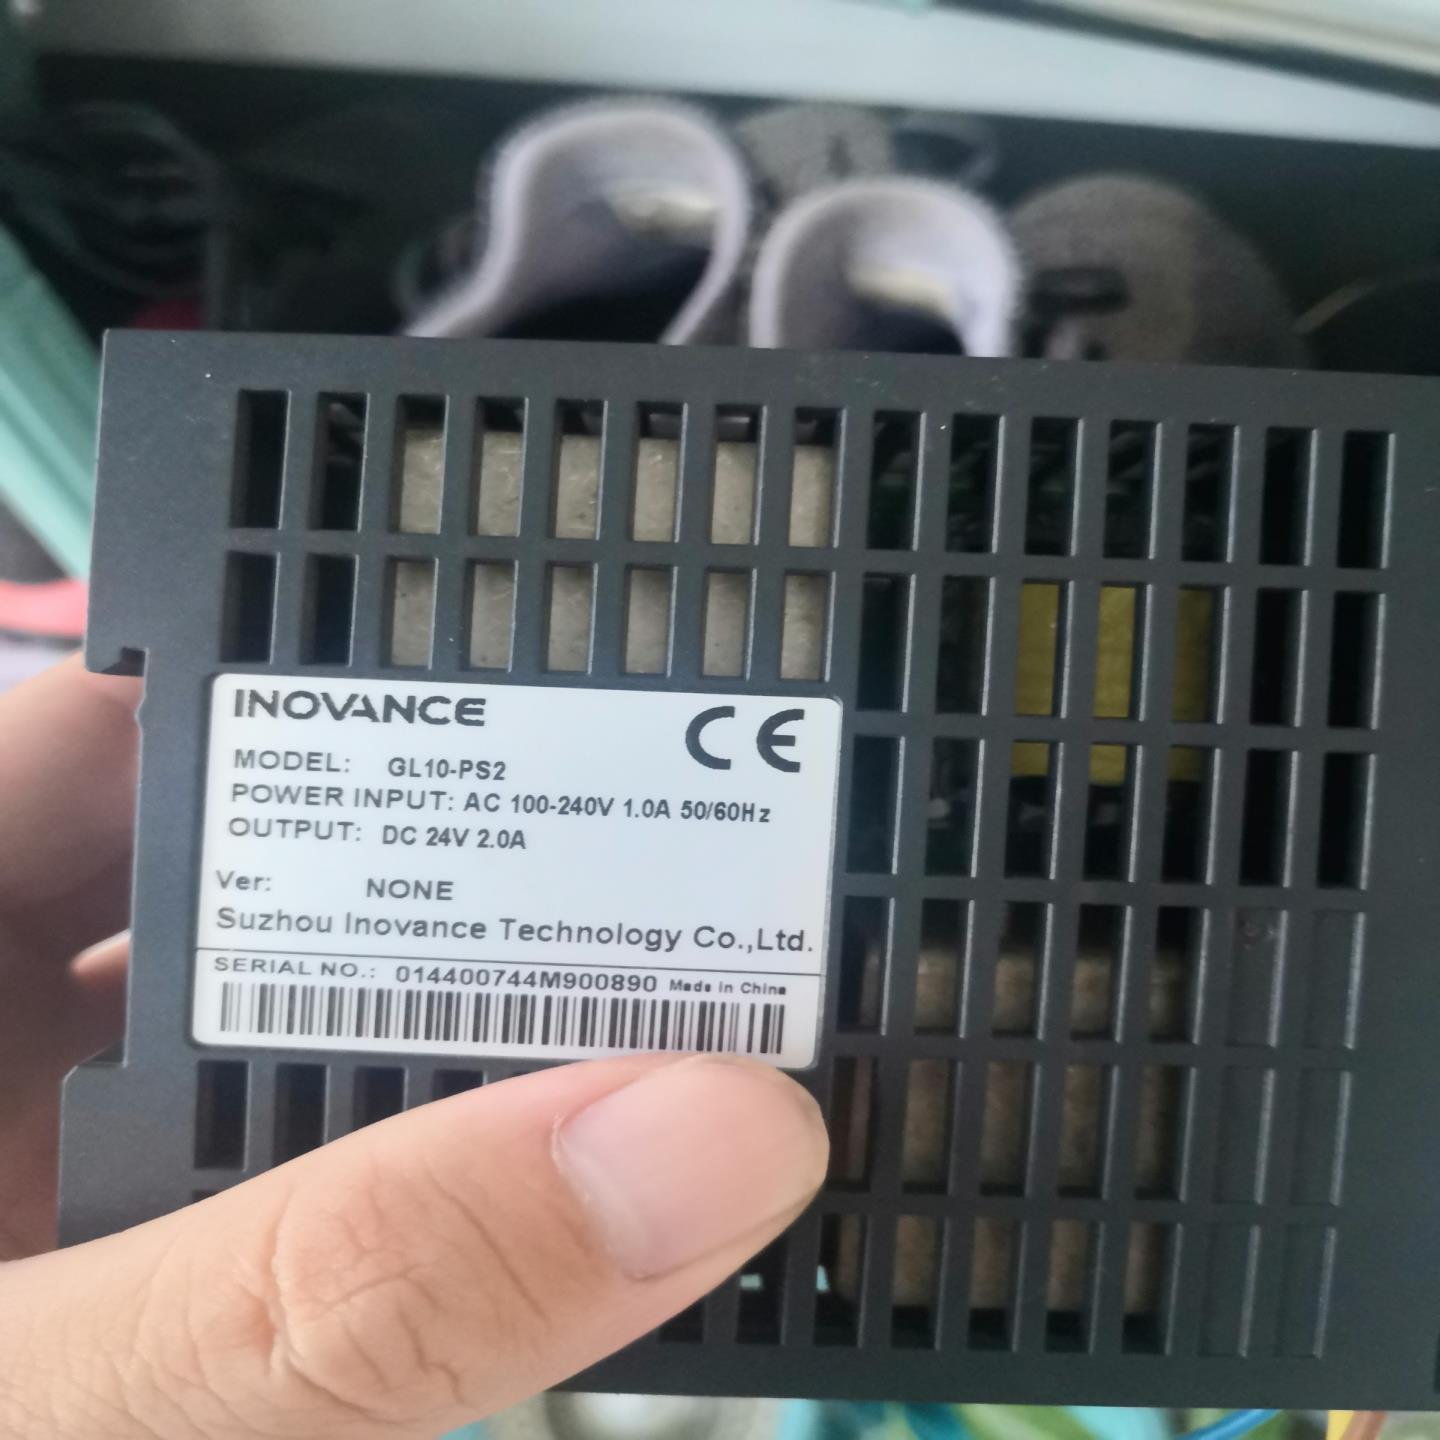 INOVANCE
CE
MODEL: GL10-PS2
POWER INPUT: AC 100-240V 1.0A 50/60Hz
OUTPUT: DC 24V 2.0A
Ver: NONE
Suzhou Inovance Technology Co.,Ltd.
SERIAL NO.: 014400744M900890 Made in China